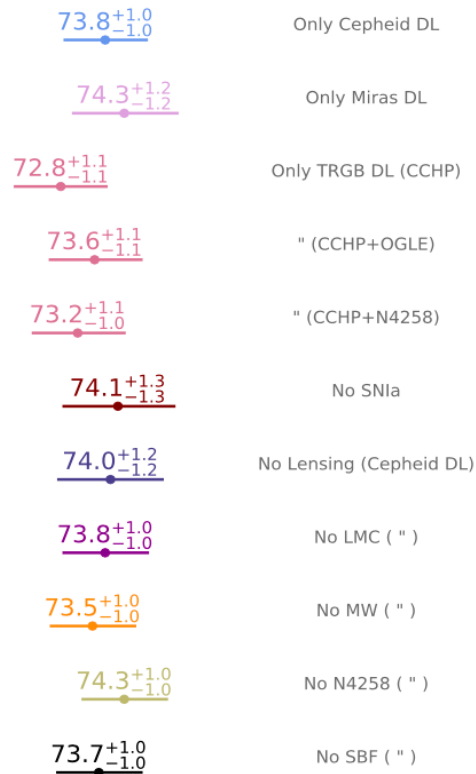 73.8+1.0−1.0 Only Cepheid DL
74.3+1.2−1.2 Only Miras DL
72.8+1.1−1.1 Only TRGB DL (CCHP)
73.6+1.1−1.1 " (CCHP+OGLE)
73.2+1.1−1.0 " (CCHP+N4258)
74.1+1.3−1.3 No SNIa
74.0+1.2−1.2 No Lensing (Cepheid DL)
73.8+1.0−1.0 No LMC ( " )
73.5+1.0−1.0 No MW ( " )
74.3+1.0−1.0 No N4258 ( " )
73.7+1.0−1.0 No SBF ( " )